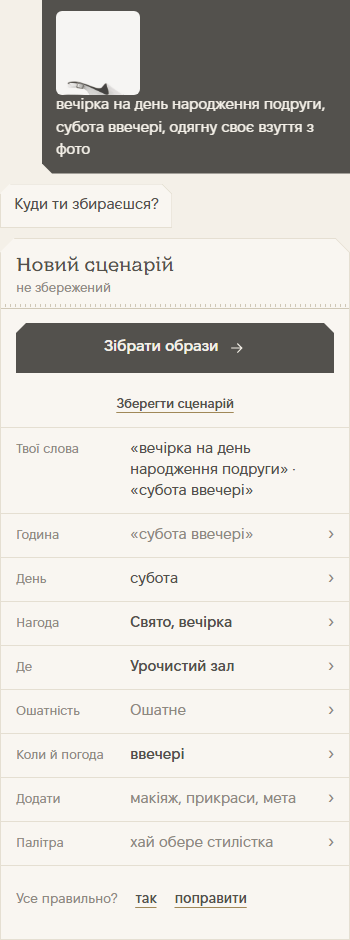 вечірка на день народження подруги,
субота ввечері, одягну своє взуття з
фото
Куди ти збираєшся?
Новий сценарій
не збережений
Зібрати образи →
Зберегти сценарій
Твої слова
«вечірка на день
народження подруги» ·
«субота ввечері»
Година «субота ввечері» ›
День субота ›
Нагода Свято, вечірка ›
Де Урочистий зал ›
Ошатність Ошатне ›
Коли й погода ввечері ›
Додати макіяж, прикраси, мета ›
Палітра хай обере стилістка ›
Усе правильно? так поправити